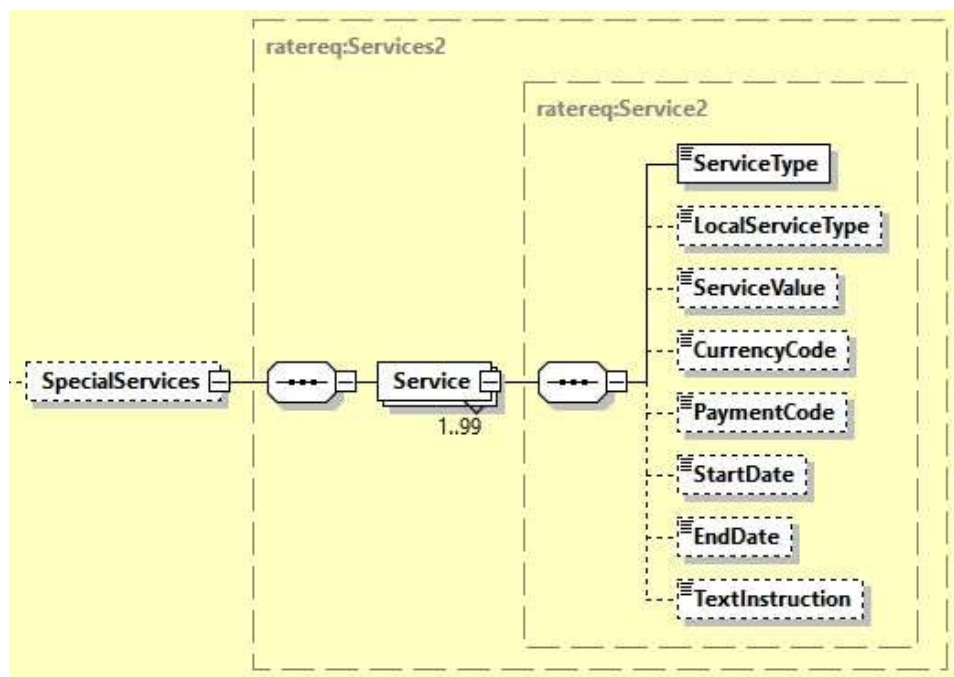 ratereq:Services2
ratereq:Service2
ServiceType
LocalServiceType
ServiceValue
SpecialServices
Service
1..99
CurrencyCode
PaymentCode
StartDate
EndDate
TextInstruction